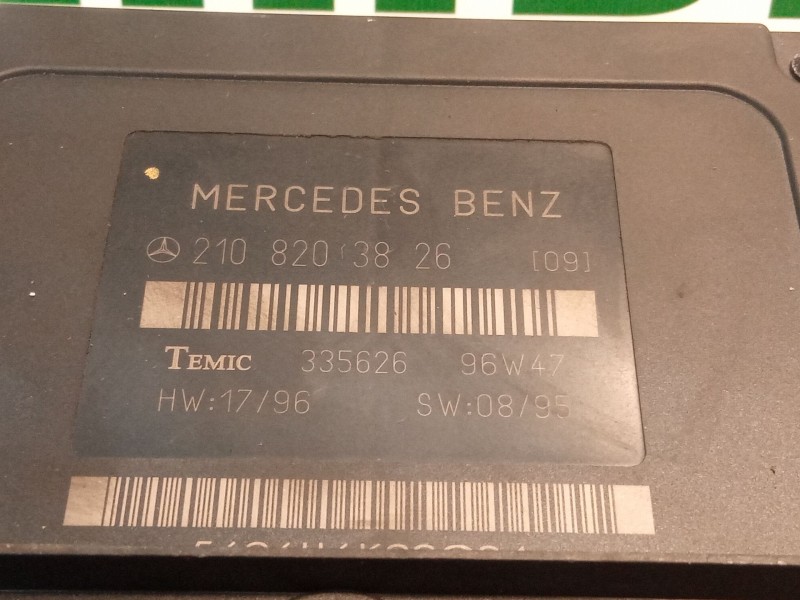 MERCEDES BENZ
210 820 38 26 [09]
TEMIC 335626 96W47
HW:17/96 SW:08/95